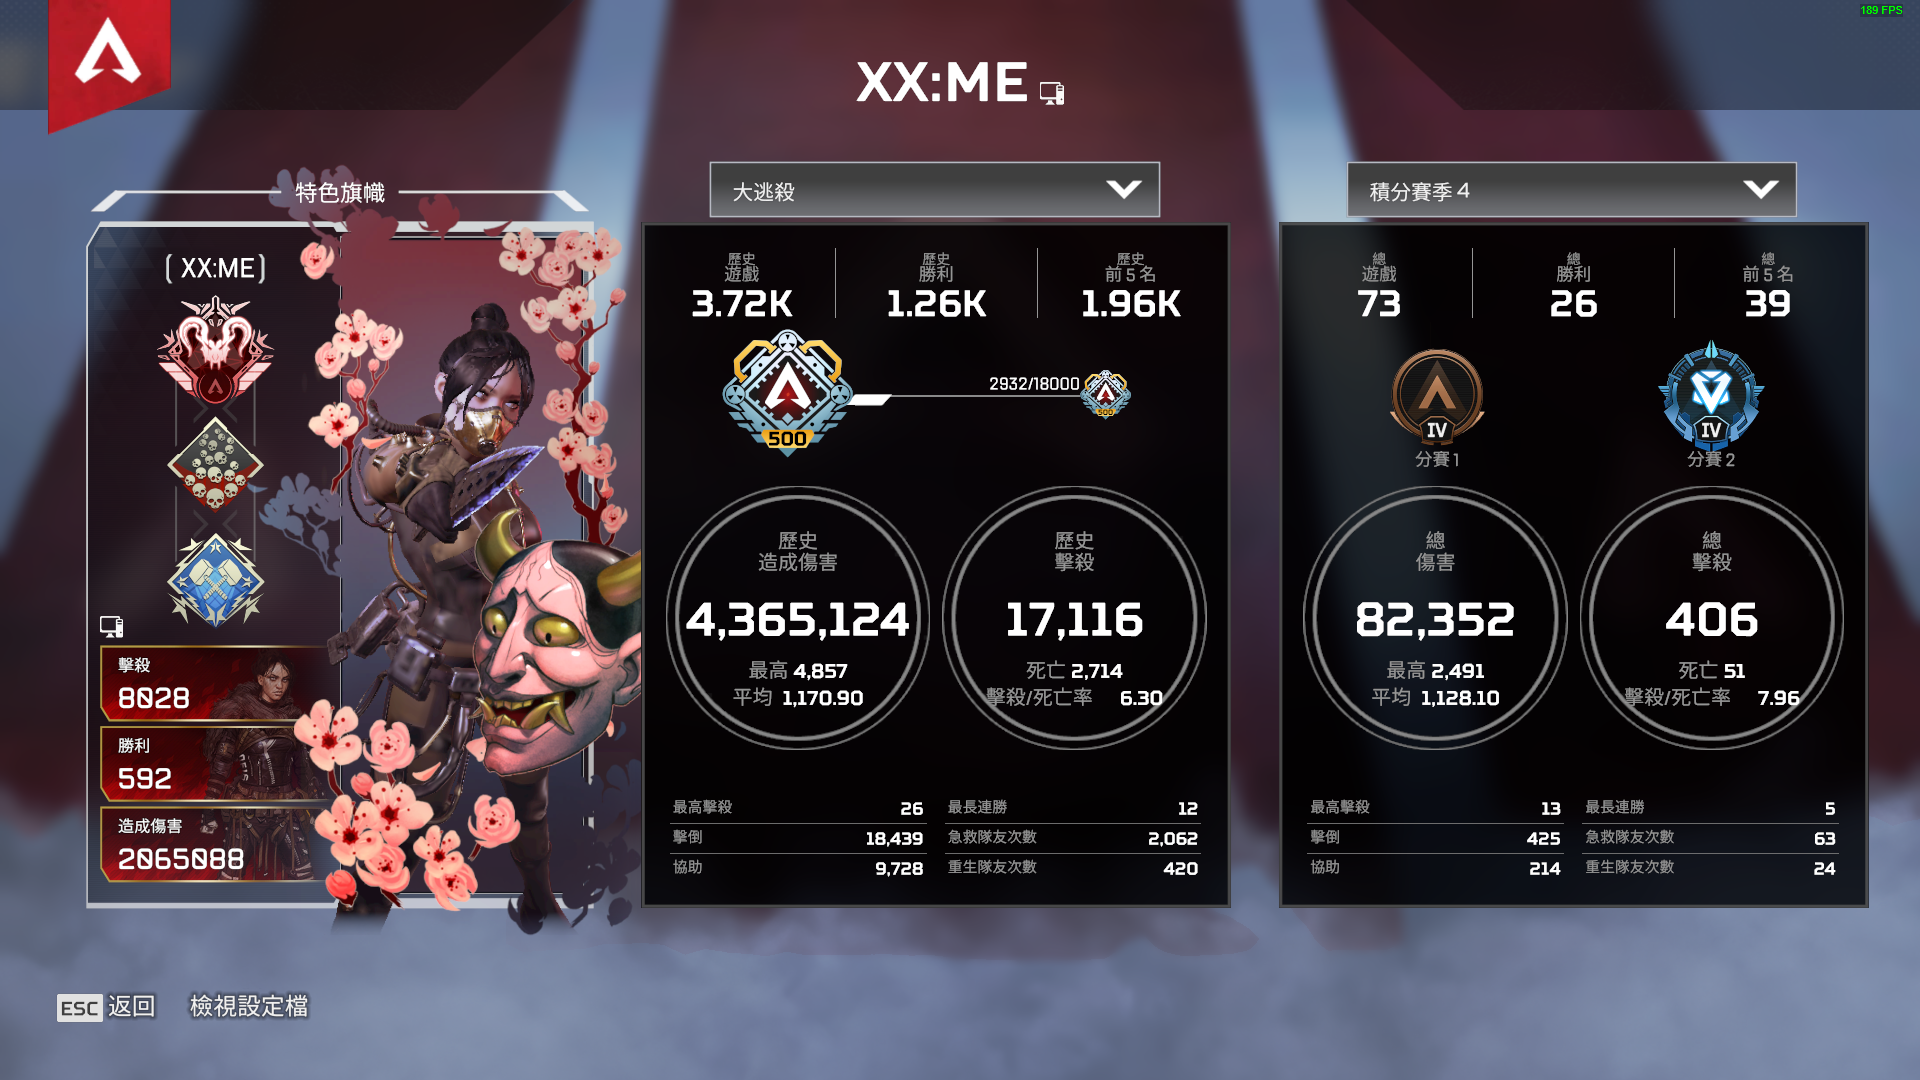 189 FPS
XX:ME
特色旗幟
( XX:ME )
擊殺
8028
勝利
592
造成傷害
2065088
大逃殺
歷史
遊戲
3.72K
歷史
勝利
1.26K
歷史
前 5 名
1.96K
500
2932/18000
500
歷史
造成傷害
4,365,124
最高 4,857
平均 1,170.90
歷史
擊殺
17,116
死亡 2,714
擊殺/死亡率 6.30
最高擊殺 26
擊倒 18,439
協助 9,728
最長連勝 12
急救隊友次數 2,062
重生隊友次數 420
積分賽季 4
總
遊戲
73
總
勝利
26
總
前 5 名
39
IV
分賽 1
IV
分賽 2
總
傷害
82,352
最高 2,491
平均 1,128.10
總
擊殺
406
死亡 51
擊殺/死亡率 7.96
最高擊殺 13
擊倒 425
協助 214
最長連勝 5
急救隊友次數 63
重生隊友次數 24
ESC 返回
檢視設定檔